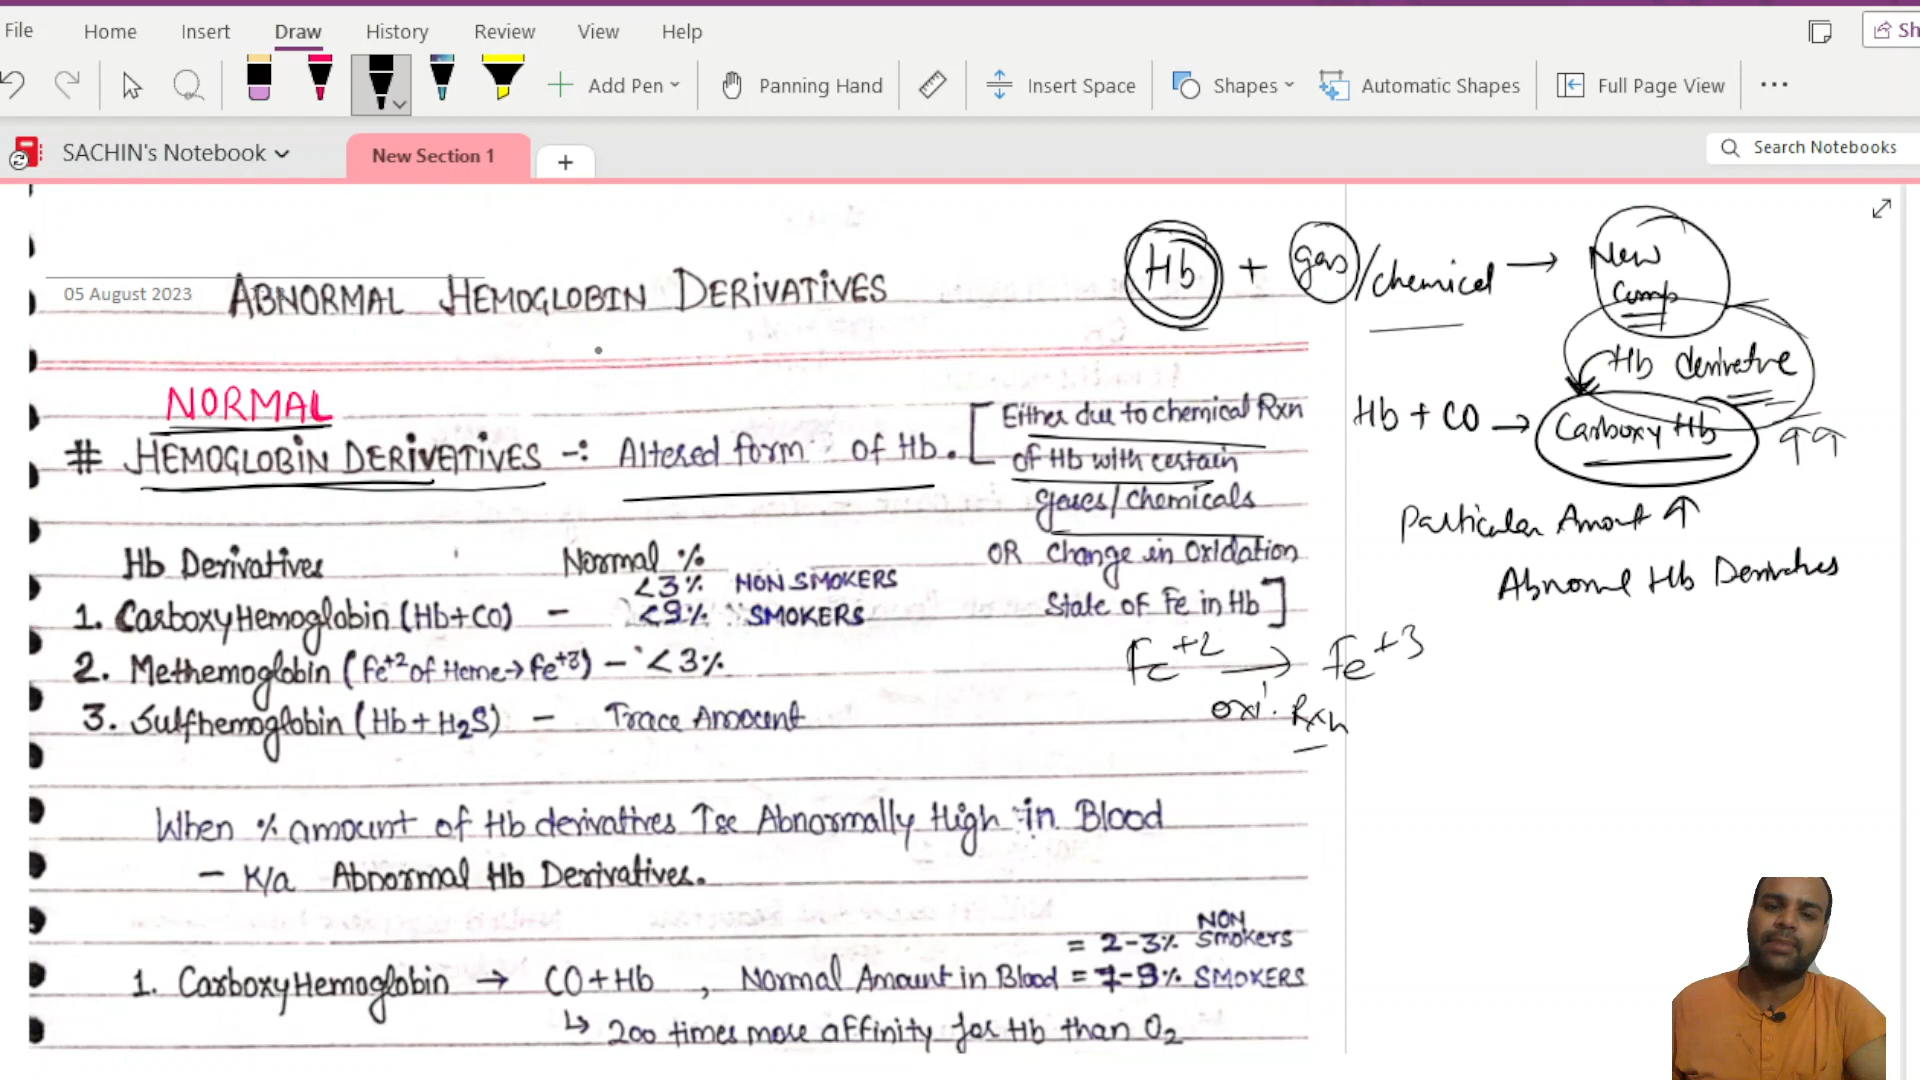 File Home Insert Draw History Review View Help Sh
Add Pen Panning Hand Insert Space Shapes Automatic Shapes Full Page View
SACHIN's Notebook New Section 1 + Search Notebooks
05 August 2023
ABNORMAL HEMOGLOBIN DERIVATIVES
Hb + gas/chemical → New Comp
Hb derivative
Hb + CO → Carboxy Hb ↑↑
Particular Amount ↑
Abnormal Hb Derivatives
NORMAL
# HEMOGLOBIN DERIVATIVES -: Altered form of Hb. [Either due to chemical Rxn
of Hb with certain
gases/chemicals
OR Change in Oxidation
State of Fe in Hb]
Fe+2 → Fe+3
oxi. Rxn
Hb Derivatives Normal %
<3% NON SMOKERS
1. CarboxyHemoglobin (Hb+CO) - <9% SMOKERS
2. Methemoglobin (Fe+2 of Heme→Fe+3) - <3%
3. Sulfhemoglobin (Hb+H2S) - Trace Amount
When % amount of Hb derivatives ↑se Abnormally High in Blood
- K/a Abnormal Hb Derivatives.
= 2-3% NON Smokers
1. CarboxyHemoglobin → CO+Hb , Normal Amount in Blood = 7-9% SMOKERS
↳ 200 times more affinity for Hb than O2